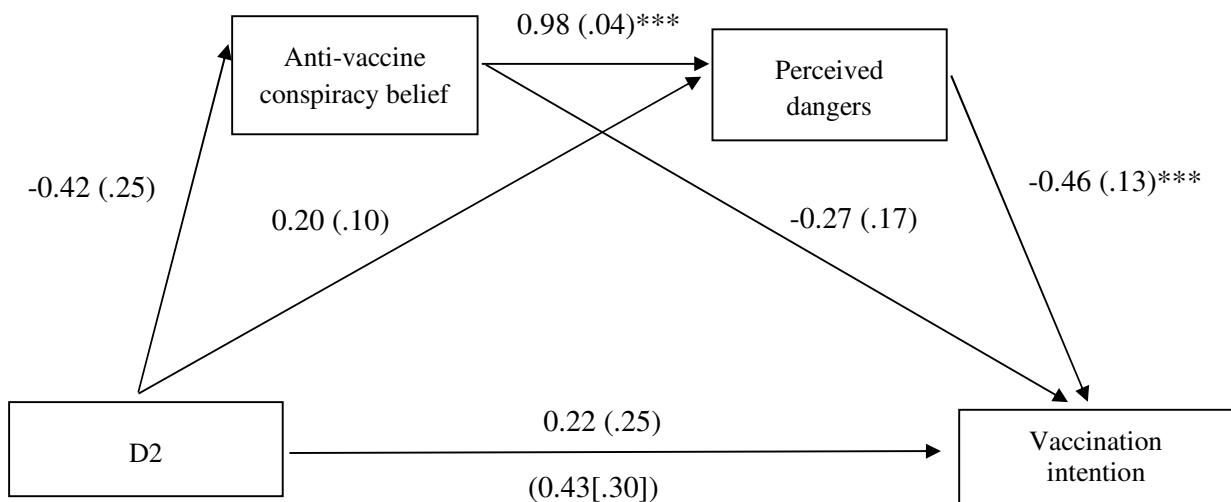 0.98 (.04)***
Anti-vaccine
conspiracy belief
Perceived
dangers
-0.42 (.25)
0.20 (.10)
-0.27 (.17)
-0.46 (.13)***
D2
0.22 (.25)
(0.43[.30])
Vaccination
intention